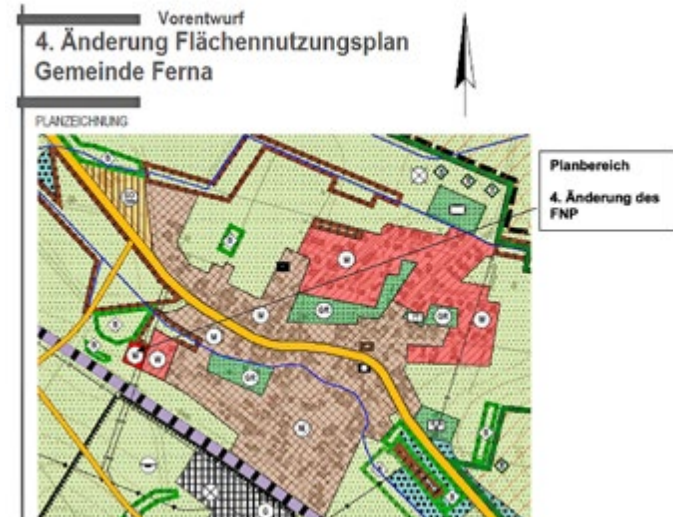 Vorentwurf
4. Änderung Flächennutzungsplan
Gemeinde Ferna
PLANZEICHNUNG
Planbereich
4. Änderung des
FNP